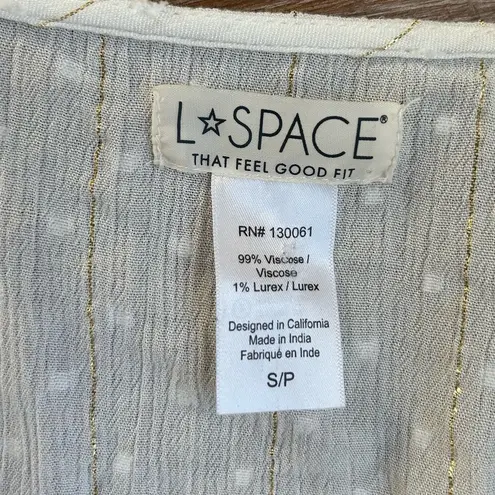 L☆SPACE®
THAT FEEL GOOD FIT
RN# 130061
99% Viscose /
Viscose
1% Lurex / Lurex
Designed in California
Made in India
Fabriqué en Inde
S/P